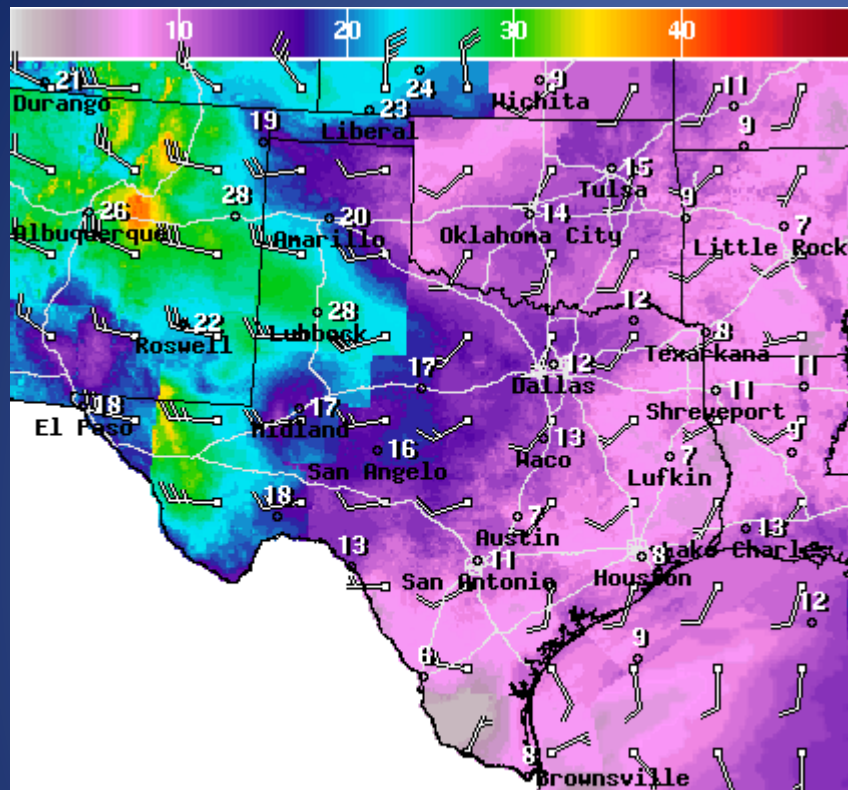 10 20 30 40
21 24 9 11
Durango Wichita
23
Liberal
19 9
15
Tulsa
26 28 20 14 9 7
Albuquerque Amarillo Oklahoma City Little Rock
28 12
22 Lubbock 8
Roswell Texarkana
17 12 11
Dallas
18 17 11
El Paso Midland Shreveport
16 13 9
San Angelo Waco 7
Lufkin
18 7 13
Austin Lake Charles
13 11 8
San Antonio Houston
12
9
6
8
Brownsville